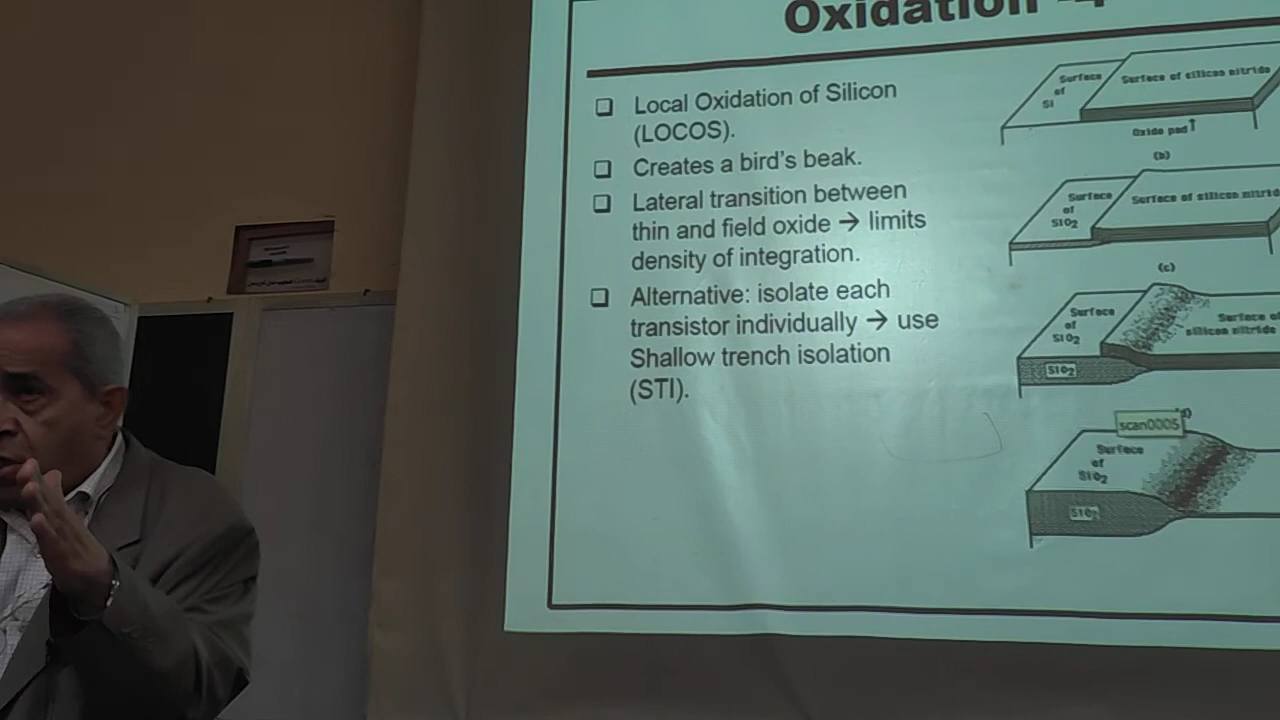 Oxidation -4
❑ Local Oxidation of Silicon
(LOCOS).
❑ Creates a bird's beak.
❑ Lateral transition between
thin and field oxide → limits
density of integration.
❑ Alternative: isolate each
transistor individually → use
Shallow trench isolation
(STI).
Surface
of
Si
Surface of silicon nitride
Oxide pad
(b)
Surface
of
SiO2
Surface of silicon nitride
(c)
Surface
of
SiO2
Surface of
silicon nitride
SiO2
scan0005
Surface
of
SiO2
SiO2